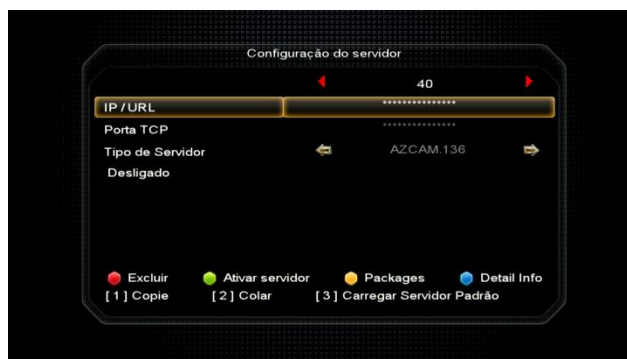 Configuração do servidor
40
IP / URL ***************
Porta TCP ***************
Tipo de Servidor AZCAM.136
Desligado
Excluir Ativar servidor Packages Detail Info
[ 1 ] Copie [ 2 ] Colar [ 3 ] Carregar Servidor Padrão